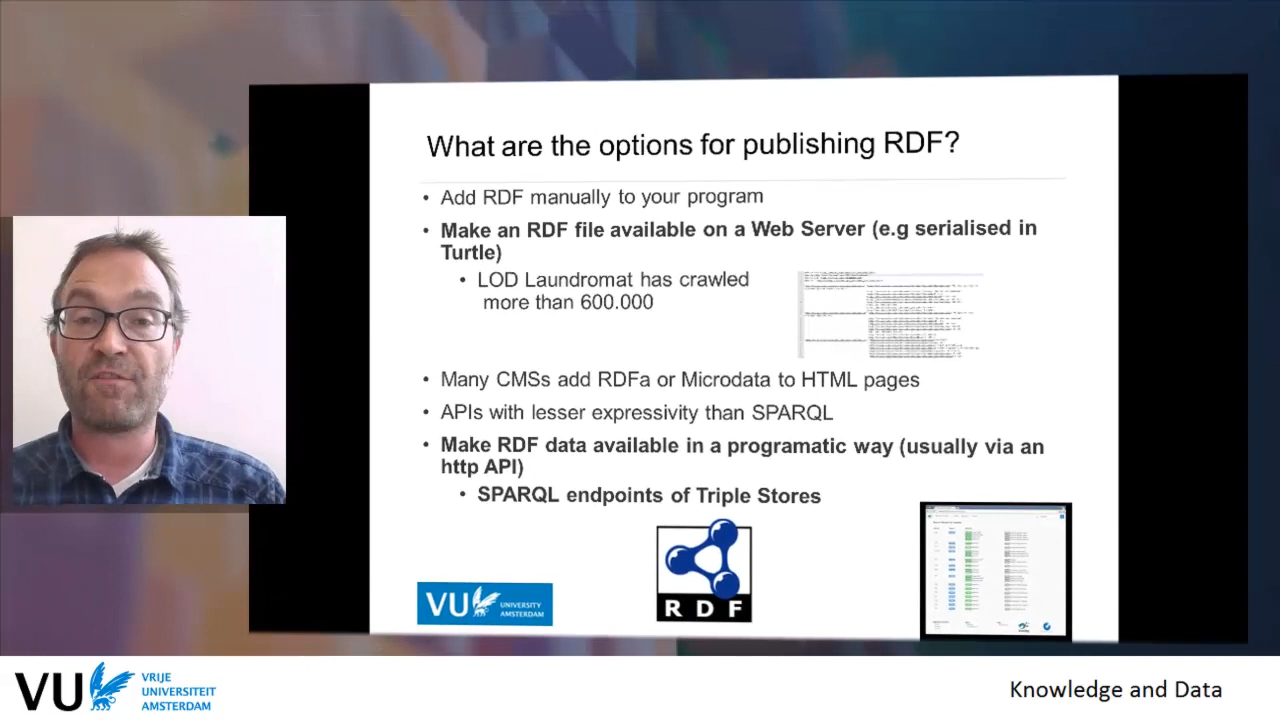 What are the options for publishing RDF?
• Add RDF manually to your program
• Make an RDF file available on a Web Server (e.g serialised in
Turtle)
• LOD Laundromat has crawled
more than 600.000
• Many CMSs add RDFa or Microdata to HTML pages
• APIs with lesser expressivity than SPARQL
• Make RDF data available in a programatic way (usually via an
http API)
• SPARQL endpoints of Triple Stores
RDF
VU UNIVERSITY
AMSTERDAM
VU VRIJE
UNIVERSITEIT
AMSTERDAM
Knowledge and Data